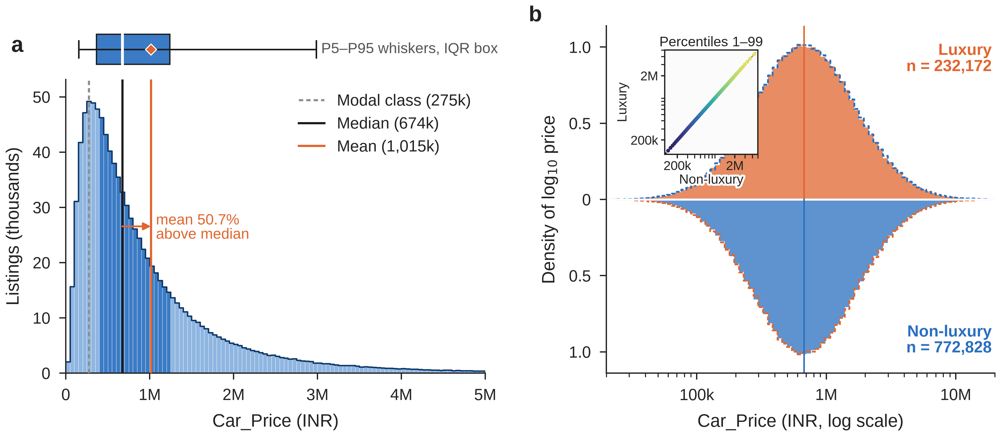 a
P5–P95 whiskers, IQR box
Modal class (275k)
Median (674k)
Mean (1,015k)
mean 50.7%
above median
Listings (thousands)
50
40
30
20
10
0
0
1M
2M
3M
4M
5M
Car_Price (INR)
b
Percentiles 1–99
Luxury
2M
200k
200k
2M
Non-luxury
Luxury
n = 232,172
Density of log₁₀ price
1.0
0.5
0
0.5
1.0
Non-luxury
n = 772,828
100k
1M
10M
Car_Price (INR, log scale)